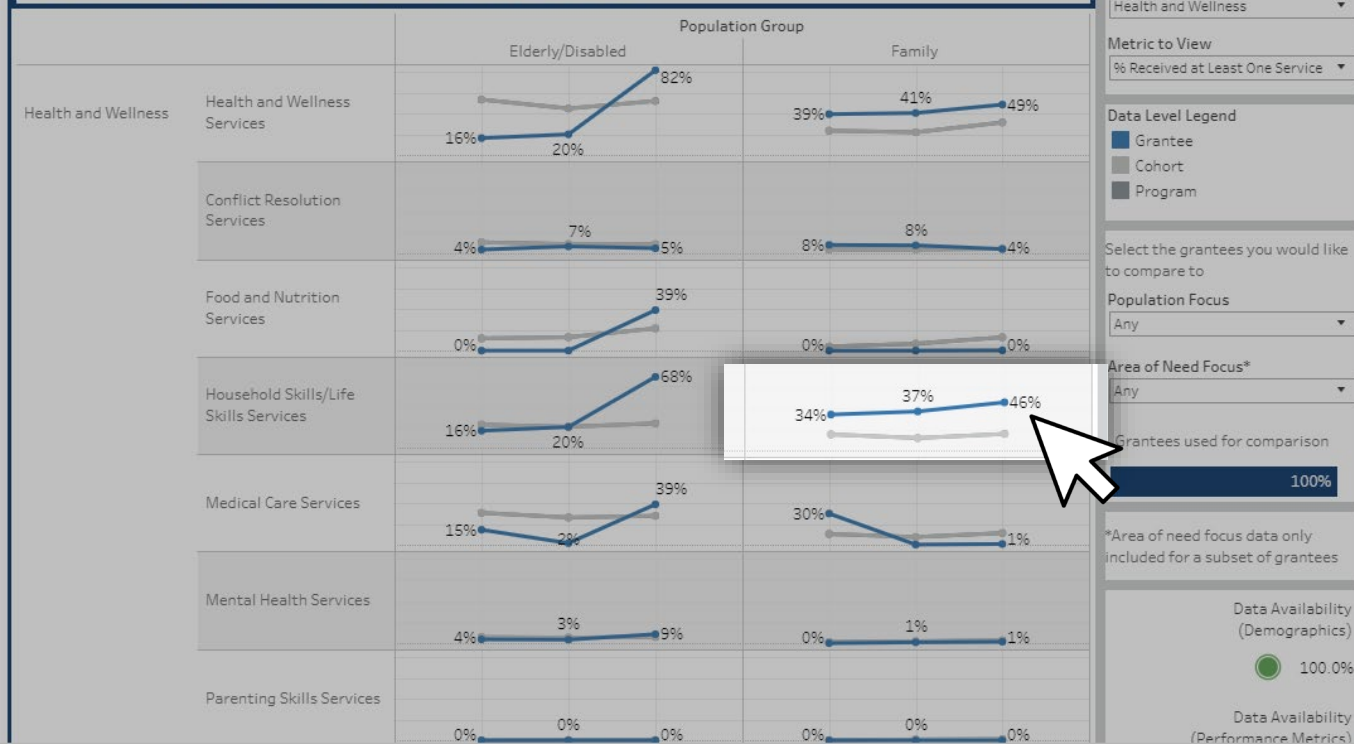 Population Group
Elderly/Disabled Family
Health and Wellness
Health and Wellness
Services
16% 20% 82%
39% 41% 49%
Conflict Resolution
Services
4% 7% 5%
8% 8% 4%
Food and Nutrition
Services
0% 39%
0% 0%
Household Skills/Life
Skills Services
16% 20% 68%
34% 37% 46%
Medical Care Services
15% 2% 39%
30% 1%
Mental Health Services
4% 3% 9%
0% 1% 1%
Parenting Skills Services
0% 0% 0%
0% 0% 0%
Health and Wellness
Metric to View
% Received at Least One Service
Data Level Legend
Grantee
Cohort
Program
Select the grantees you would like
to compare to
Population Focus
Any
Area of Need Focus*
Any
Grantees used for comparison
100%
*Area of need focus data only
included for a subset of grantees
Data Availability
(Demographics)
100.0%
Data Availability
(Performance Metrics)